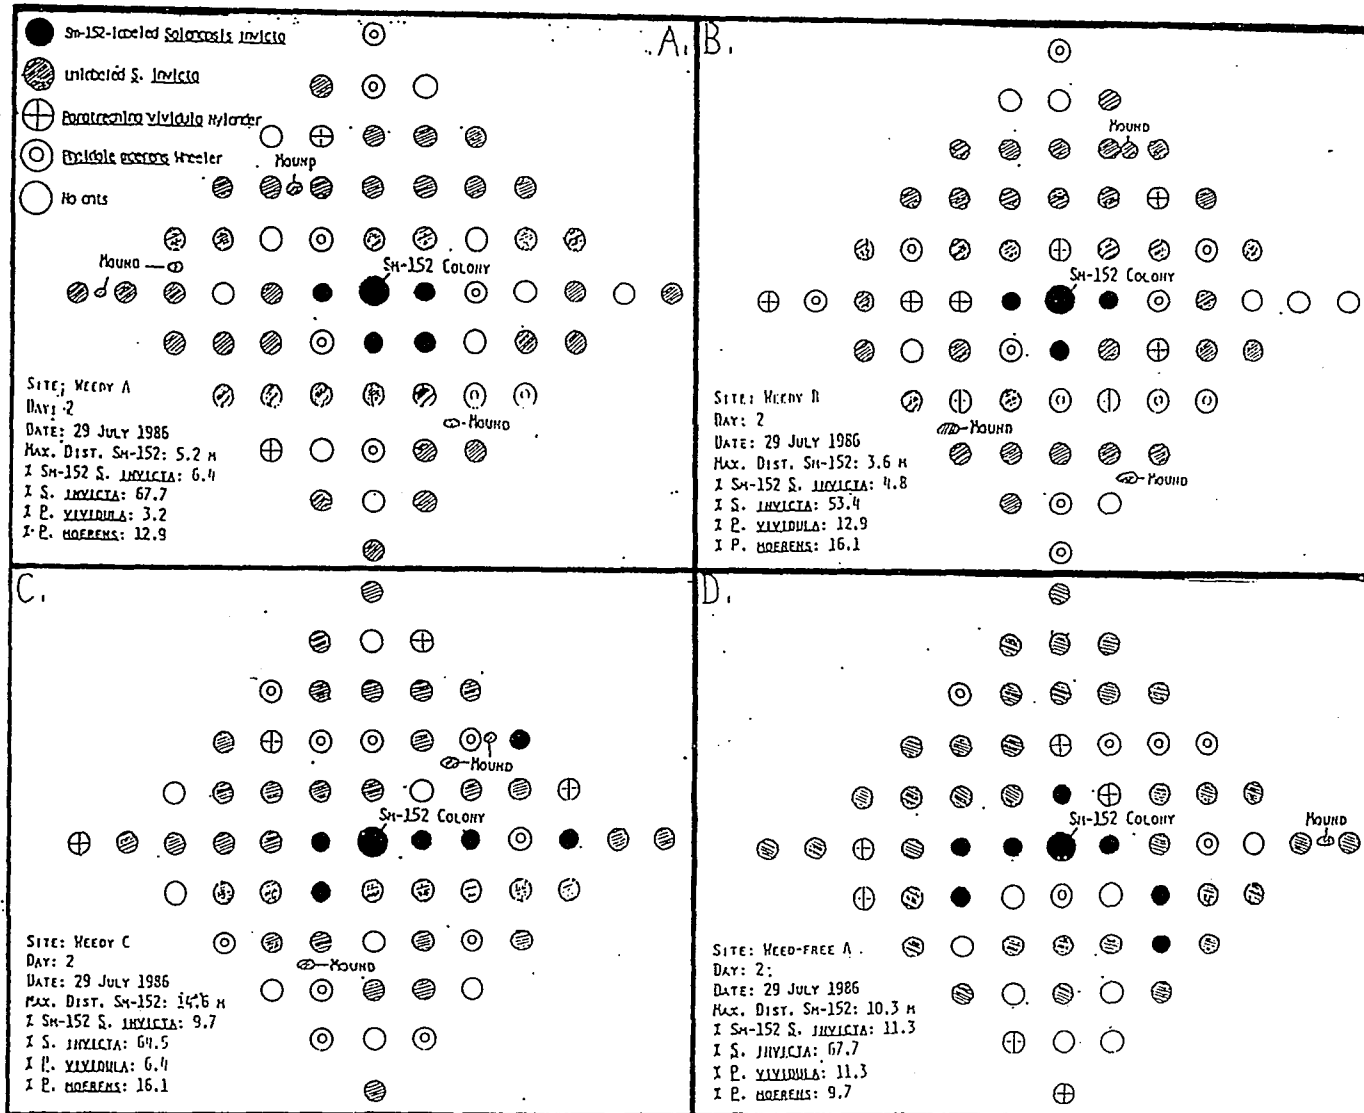 A.
Sm-152-labeled Solenopsis invicta
unlabeled S. invicta
Paratrechina vividula Nylander
Pheidole moerens Wheeler
No ants
Mound
Mound
Sm-152 Colony
Mound
Site: Weedy A
Day: 2
Date: 29 July 1986
Max. Dist. Sm-152: 5.2 m
% Sm-152 S. invicta: 6.4
% S. invicta: 67.7
% P. vividula: 3.2
% P. moerens: 12.9
B.
Mound
Sm-152 Colony
Mound
Mound
Site: Weedy B
Day: 2
Date: 29 July 1986
Max. Dist. Sm-152: 3.6 m
% Sm-152 S. invicta: 4.8
% S. invicta: 53.4
% P. vividula: 12.9
% P. moerens: 16.1
C.
Mound
Sm-152 Colony
Mound
Site: Weedy C
Day: 2
Date: 29 July 1986
Max. Dist. Sm-152: 14.6 m
% Sm-152 S. invicta: 9.7
% S. invicta: 64.5
% P. vividula: 6.4
% P. moerens: 16.1
D.
Sm-152 Colony
Mound
Site: Weed-free A
Day: 2
Date: 29 July 1986
Max. Dist. Sm-152: 10.3 m
% Sm-152 S. invicta: 11.3
% S. invicta: 67.7
% P. vividula: 11.3
% P. moerens: 9.7